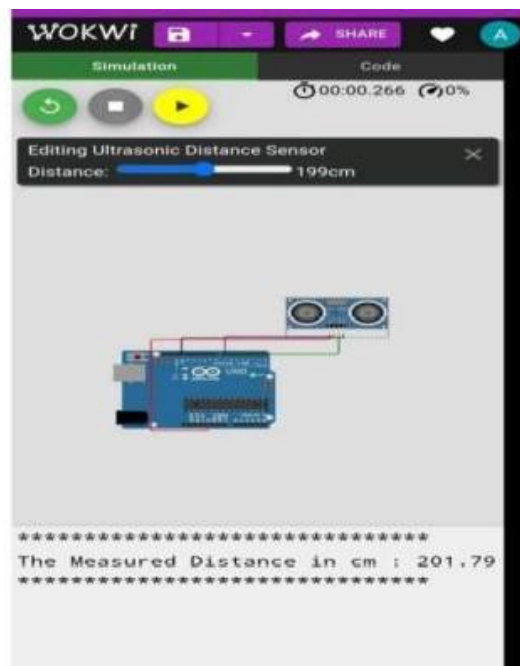 WOKWI SHARE A
Simulation Code
00:00.266 0%
Editing Ultrasonic Distance Sensor
Distance: 199cm
UNO
*******************************
The Measured Distance in cm : 201.79
*******************************